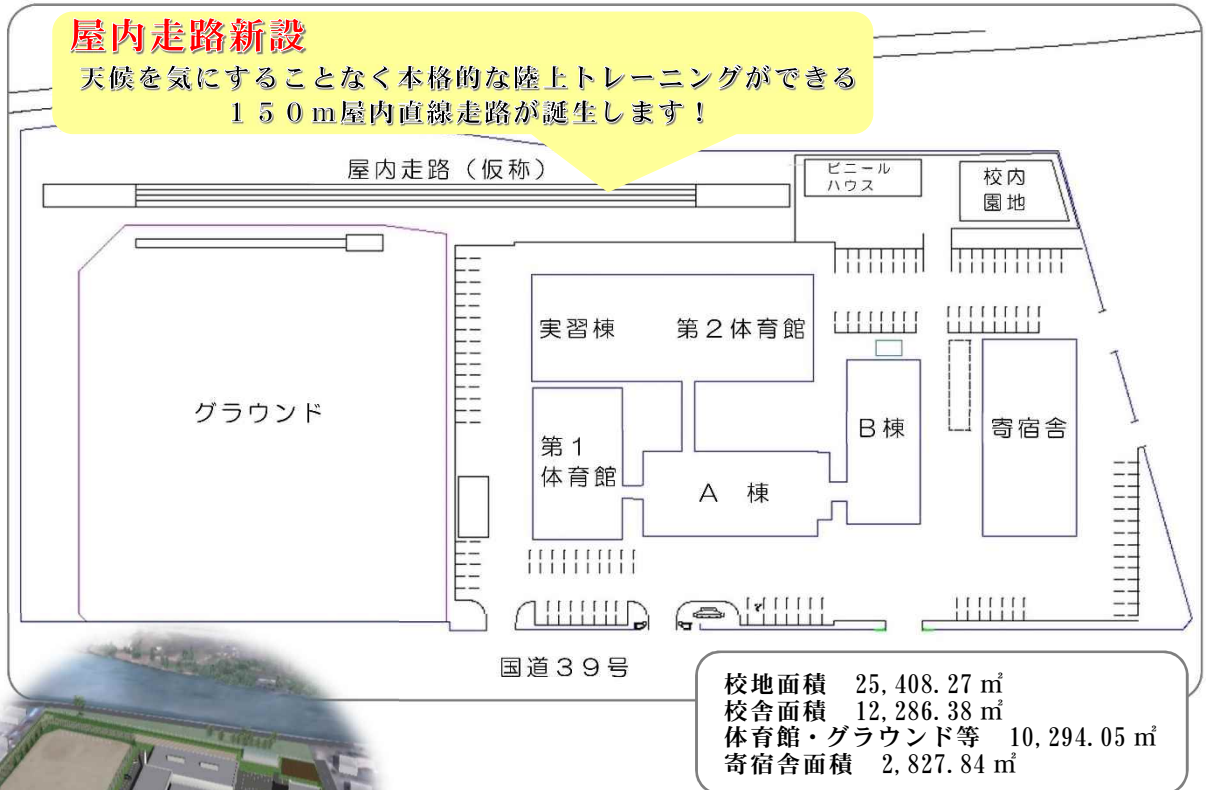 屋内走路新設
天候を気にすることなく本格的な陸上トレーニングができる
１５０ｍ屋内直線走路が誕生します！
屋内走路（仮称）
ビニール
ハウス
校内
園地
実習棟　第２体育館
グラウンド
第１
体育館
Ａ　棟
Ｂ棟
寄宿舎
国道３９号
校地面積　25,408.27㎡
校舎面積　12,286.38㎡
体育館・グラウンド等　10,294.05㎡
寄宿舎面積　2,827.84㎡